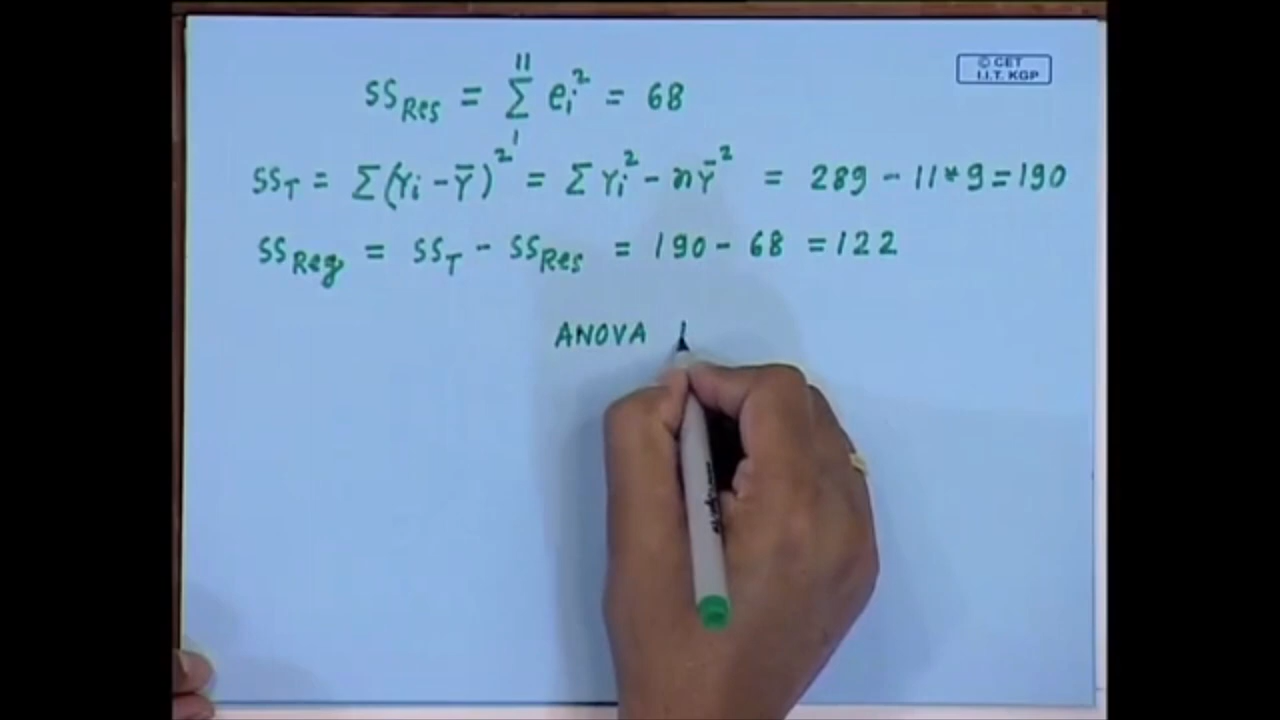 © CET
I.I.T. KGP
SS_Res = Σ_1^11 e_i^2 = 68
SS_T = Σ(Y_i - Ȳ)^2 = ΣY_i^2 - nȲ^2 = 289 - 11*9 = 190
SS_Reg = SS_T - SS_Res = 190 - 68 = 122
ANOVA